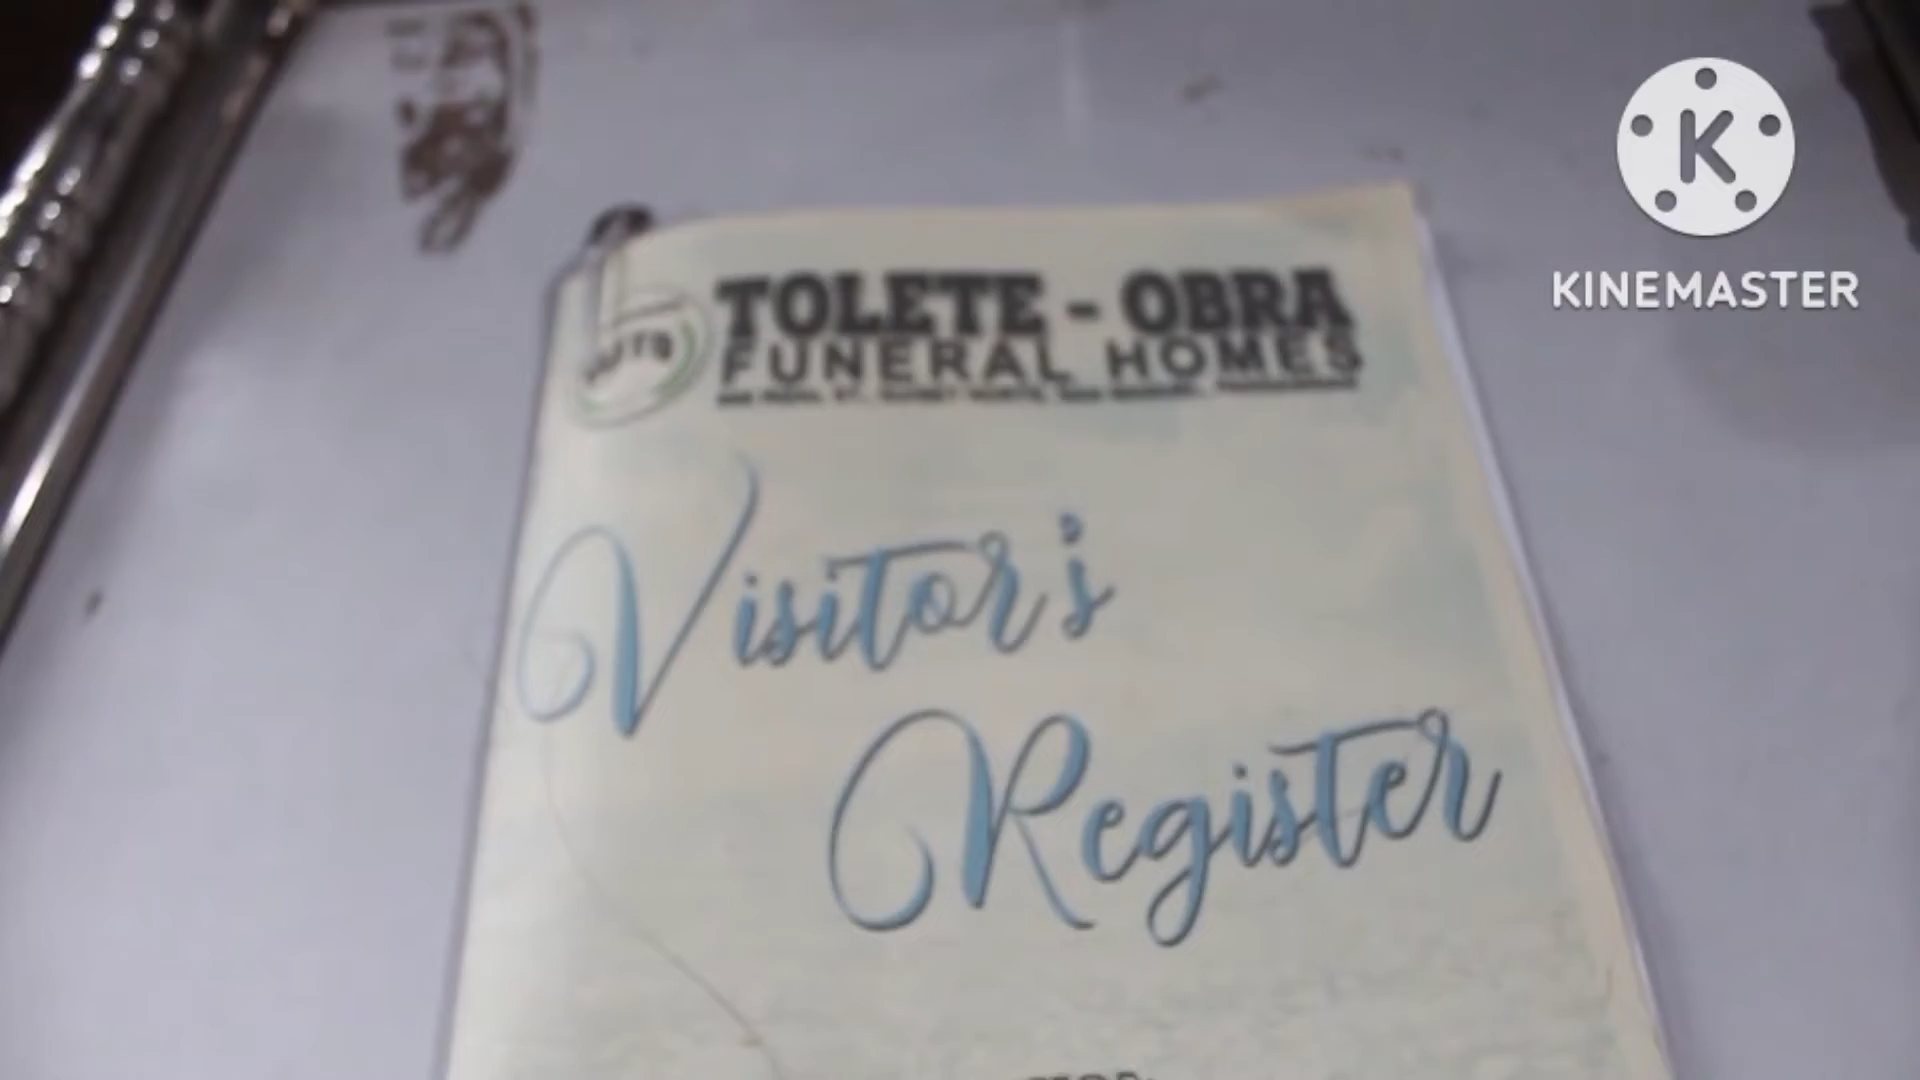 TOLETE - OBRA
FUNERAL HOMES
Visitor's
Register
K
KINEMASTER